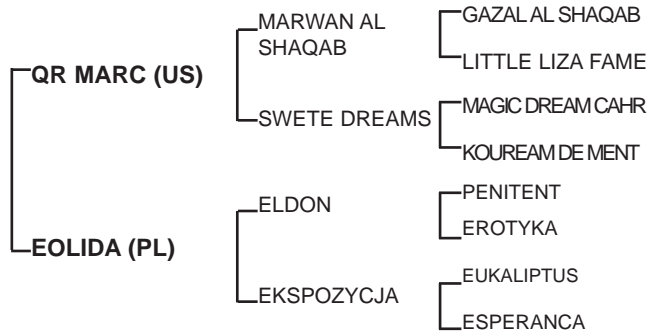 GAZAL AL SHAQAB
MARWAN AL
SHAQAB
LITTLE LIZA FAME
QR MARC (US)
MAGIC DREAM CAHR
SWETE DREAMS
KOUREAM DE MENT
PENITENT
ELDON
EROTYKA
EOLIDA (PL)
EUKALIPTUS
EKSPOZYCJA
ESPERANCA